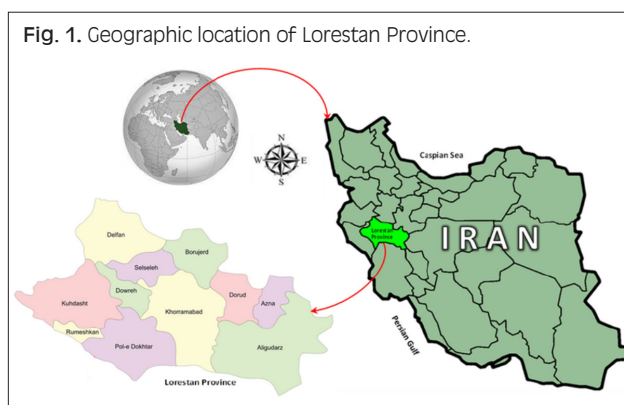 Fig. 1. Geographic location of Lorestan Province.
N
W
E
S
Caspian Sea
Lorestan
Province
IRAN
Persian Gulf
Delfan
Borujerd
Selseleh
Dowreh
Kuhdasht
Khorramabad
Dorud
Azna
Rumeshkan
Pol-e Dokhtar
Aligudarz
Lorestan Province